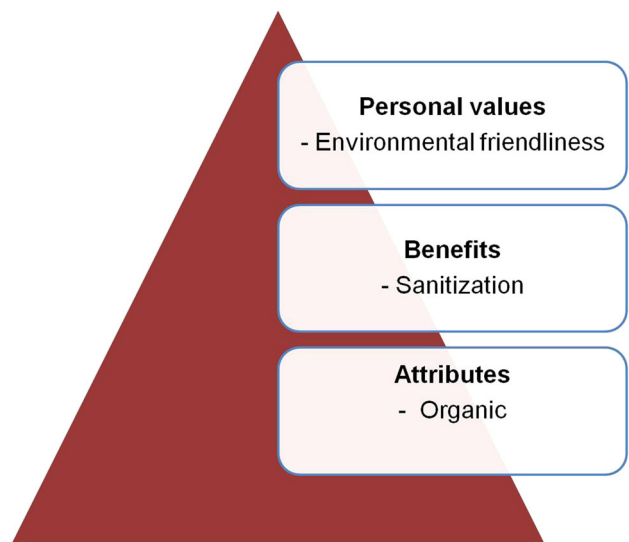 Personal values
- Environmental friendliness
Benefits
- Sanitization
Attributes
- Organic